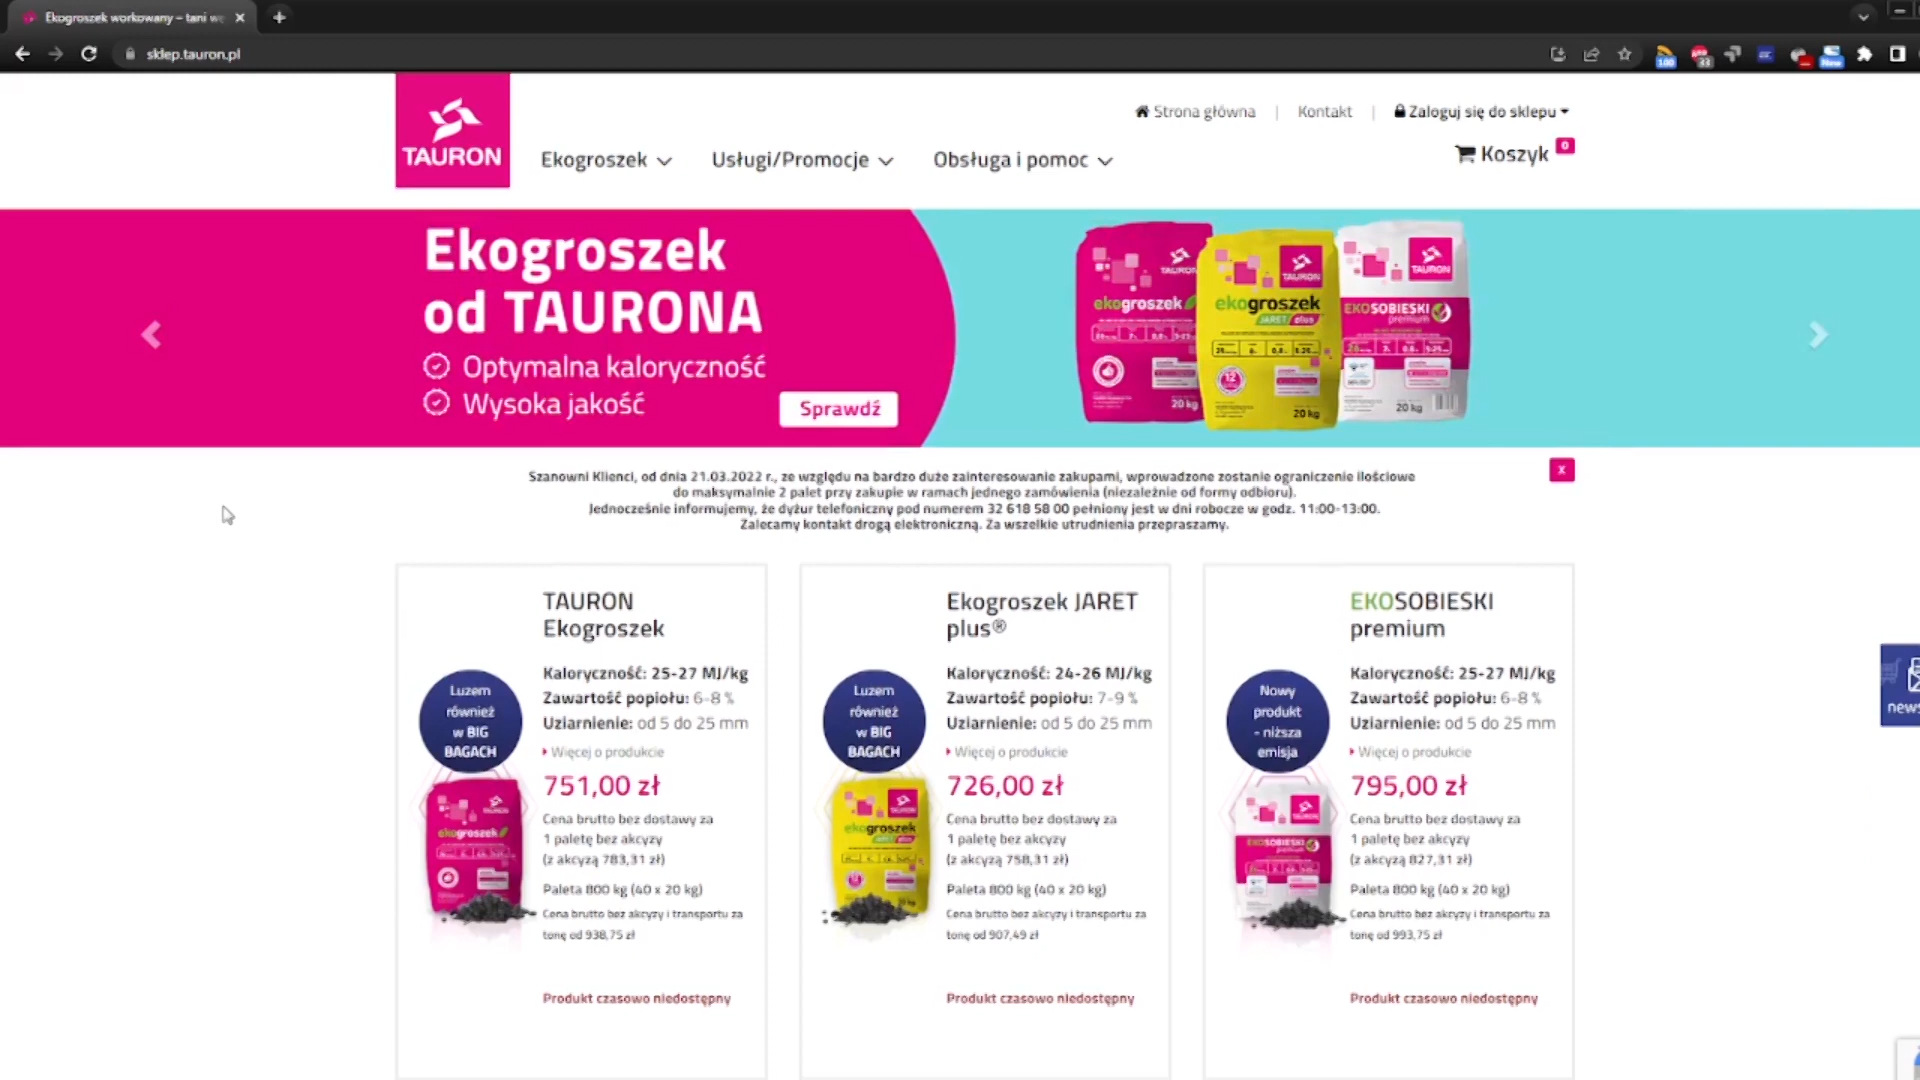 Ekogroszek workowany – tani wę
sklep.tauron.pl
100
33
New
TAURON
Strona główna | Kontakt | Zaloguj się do sklepu
Ekogroszek
Usługi/Promocje
Obsługa i pomoc
Koszyk 0
Ekogroszek
od TAURONA
Optymalna kaloryczność
Wysoka jakość
Sprawdź
TAURON
ekogroszek
20 kg
TAURON
ekogroszek
JARET plus
20 kg
TAURON
EKOSOBIESKI
premium
20 kg
Szanowni Klienci, od dnia 21.03.2022 r., ze względu na bardzo duże zainteresowanie zakupami, wprowadzone zostanie ograniczenie ilościowe
do maksymalnie 2 palet przy zakupie w ramach jednego zamówienia (niezależnie od formy odbioru).
Jednocześnie informujemy, że dyżur telefoniczny pod numerem 32 618 58 00 pełniony jest w dni robocze w godz. 11:00-13:00.
Zalecamy kontakt drogą elektroniczną. Za wszelkie utrudnienia przepraszamy.
x
TAURON
Ekogroszek
Kaloryczność: 25-27 MJ/kg
Zawartość popiołu: 6-8 %
Uziarnienie: od 5 do 25 mm
Więcej o produkcie
751,00 zł
Cena brutto bez dostawy za
1 paletę bez akcyzy
(z akcyzą 783,31 zł)
Paleta 800 kg (40 x 20 kg)
Cena brutto bez akcyzy i transportu za
tonę od 938,75 zł
Produkt czasowo niedostępny
Luzem
również
w BIG
BAGACH
ekogroszek
Ekogroszek JARET
plus®
Kaloryczność: 24-26 MJ/kg
Zawartość popiołu: 7-9 %
Uziarnienie: od 5 do 25 mm
Więcej o produkcie
726,00 zł
Cena brutto bez dostawy za
1 paletę bez akcyzy
(z akcyzą 758,31 zł)
Paleta 800 kg (40 x 20 kg)
Cena brutto bez akcyzy i transportu za
tonę od 907,49 zł
Produkt czasowo niedostępny
Luzem
również
w BIG
BAGACH
ekogroszek
EKOSOBIESKI
premium
Kaloryczność: 25-27 MJ/kg
Zawartość popiołu: 6-8 %
Uziarnienie: od 5 do 25 mm
Więcej o produkcie
795,00 zł
Cena brutto bez dostawy za
1 paletę bez akcyzy
(z akcyzą 827,31 zł)
Paleta 800 kg (40 x 20 kg)
Cena brutto bez akcyzy i transportu za
tonę od 993,75 zł
Produkt czasowo niedostępny
Nowy
produkt
- niższa
emisja
EKOSOBIESKI
news